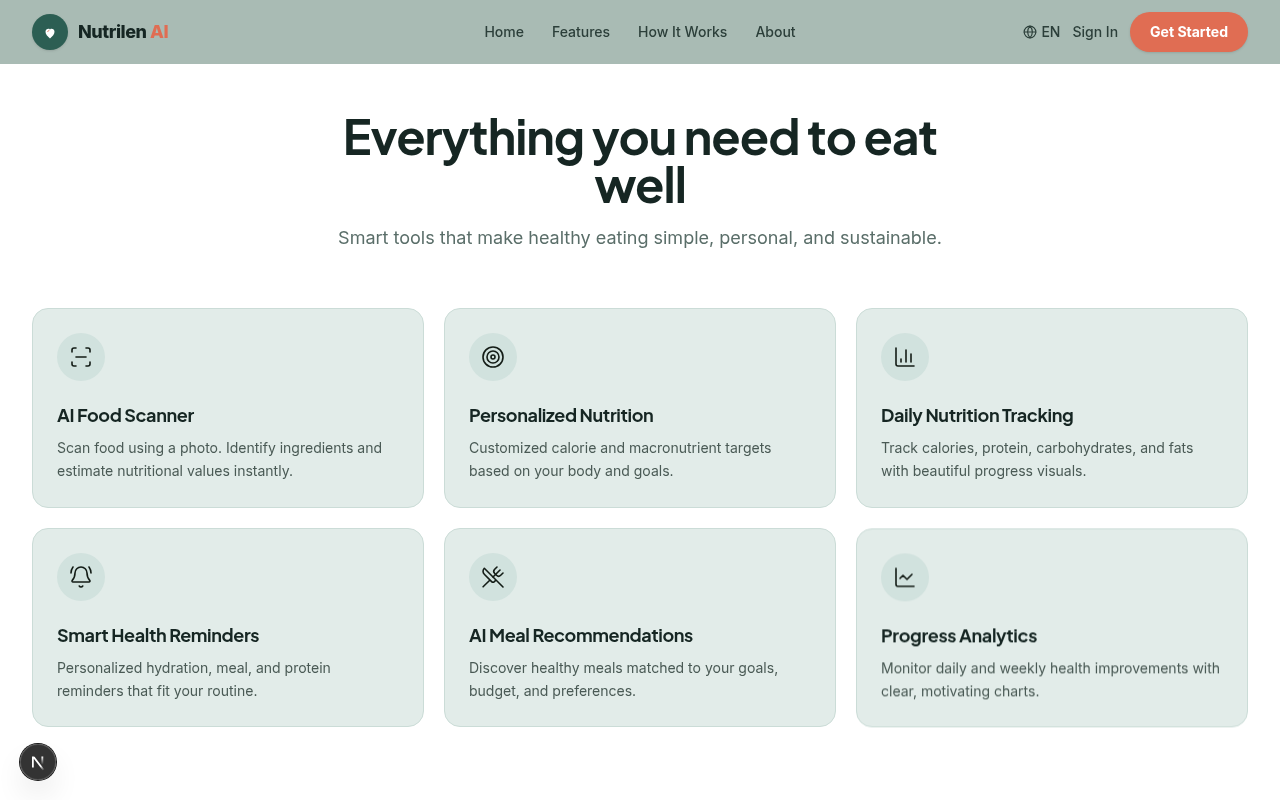 Nutrilen AI
Home
Features
How It Works
About
EN
Sign In
Get Started
Everything you need to eat
well
Smart tools that make healthy eating simple, personal, and sustainable.
AI Food Scanner
Scan food using a photo. Identify ingredients and
estimate nutritional values instantly.
Personalized Nutrition
Customized calorie and macronutrient targets
based on your body and goals.
Daily Nutrition Tracking
Track calories, protein, carbohydrates, and fats
with beautiful progress visuals.
Smart Health Reminders
Personalized hydration, meal, and protein
reminders that fit your routine.
AI Meal Recommendations
Discover healthy meals matched to your goals,
budget, and preferences.
Progress Analytics
Monitor daily and weekly health improvements with
clear, motivating charts.
N